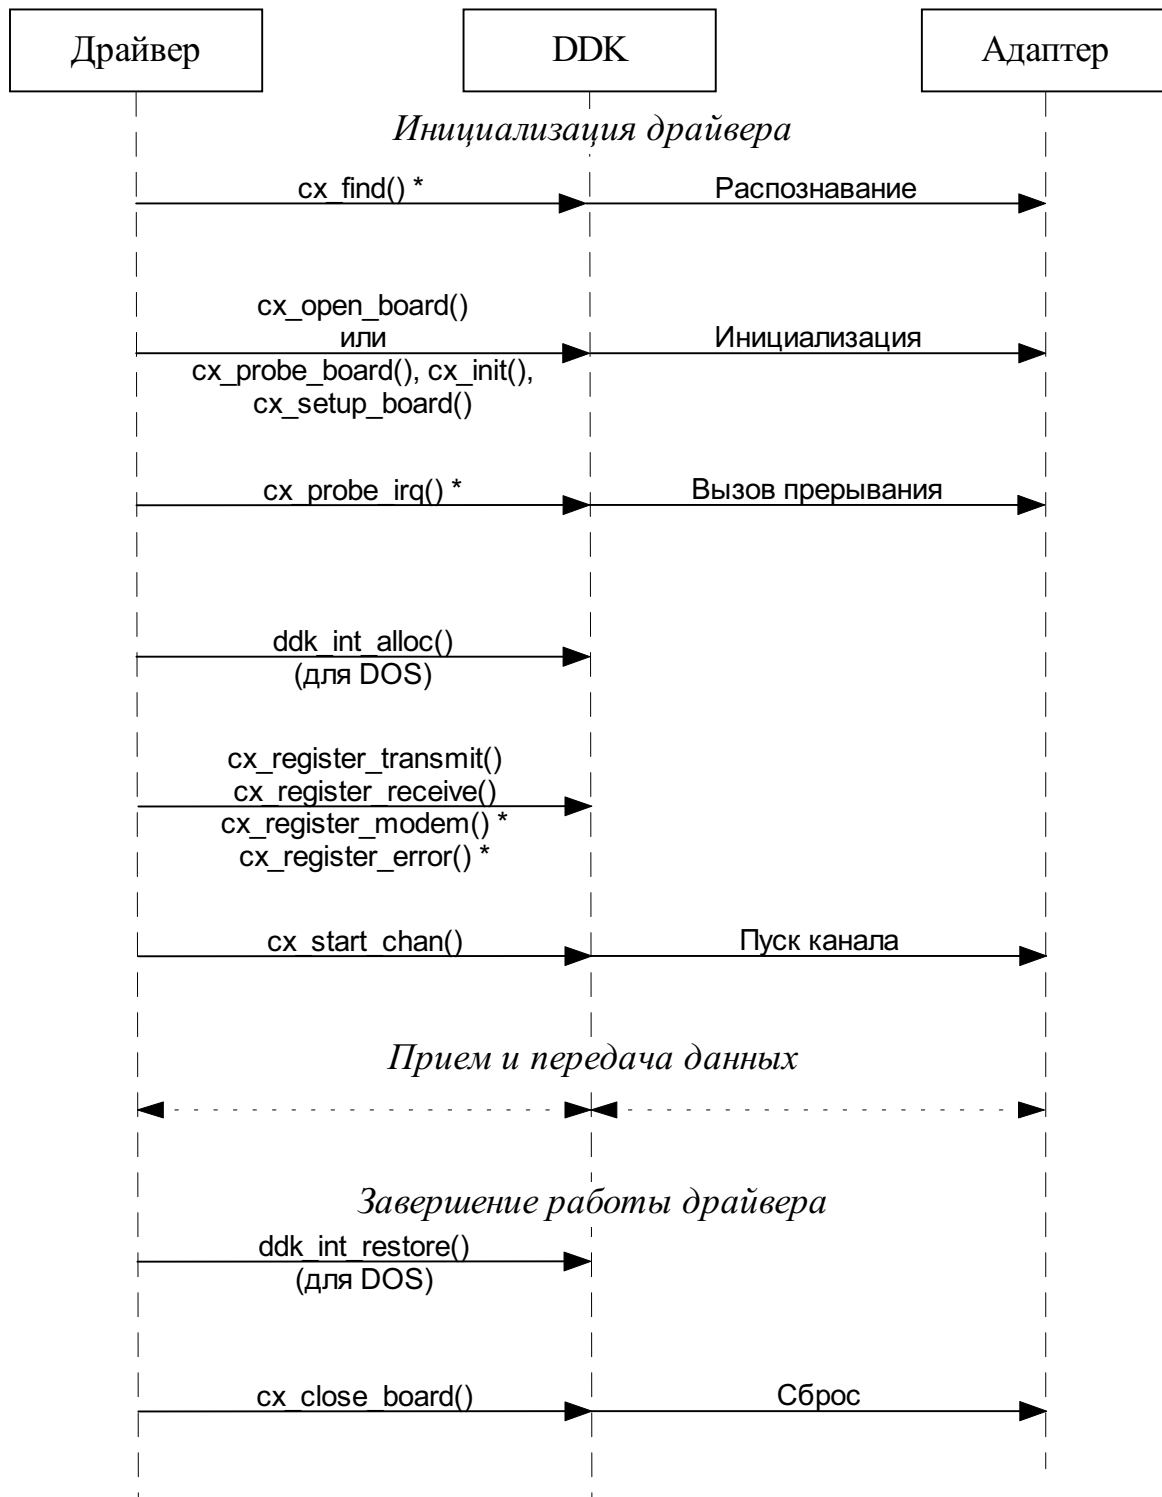 Драйвер
DDK
Адаптер
Инициализация драйвера
cx_find() *
Распознавание
cx_open_board()
или
cx_probe_board(), cx_init(),
cx_setup_board()
Инициализация
cx_probe_irq() *
Вызов прерывания
ddk_int_alloc()
(для DOS)
cx_register_transmit()
cx_register_receive()
cx_register_modem() *
cx_register_error() *
cx_start_chan()
Пуск канала
Прием и передача данных
Завершение работы драйвера
ddk_int_restore()
(для DOS)
cx_close_board()
Сброс